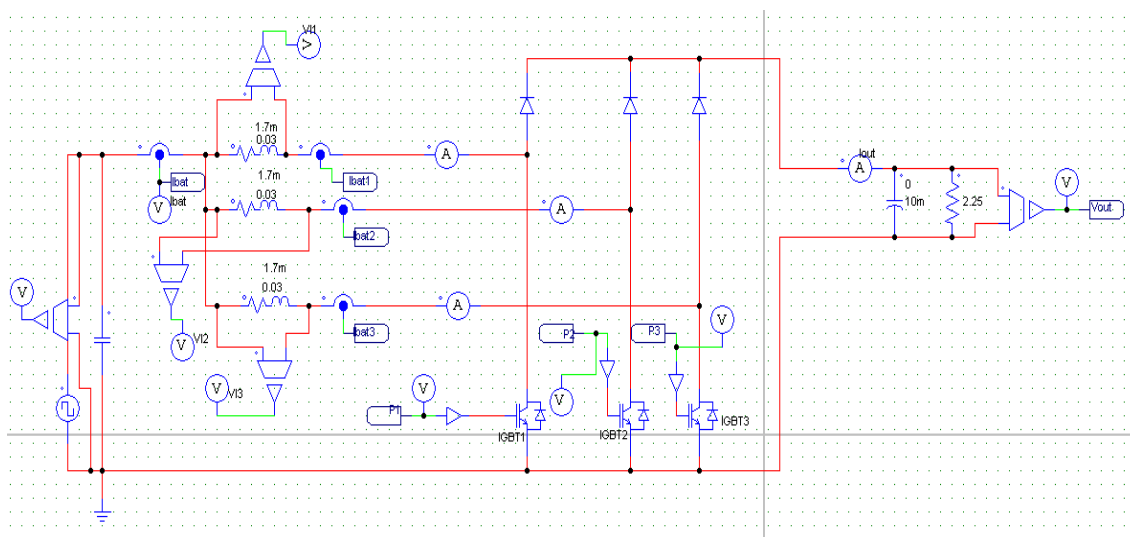 VI1
V
1.7m
0.03
A
Iout
A
Ibat
Ibat
V
Ibat1
1.7m
0.03
A
0
10m
2.25
V
Vout
Ibat2
1.7m
0.03
A
Ibat3
V
V
VI2
P2
P3
V
V
VI3
V
V
P1
IGBT1
IGBT2
IGBT3